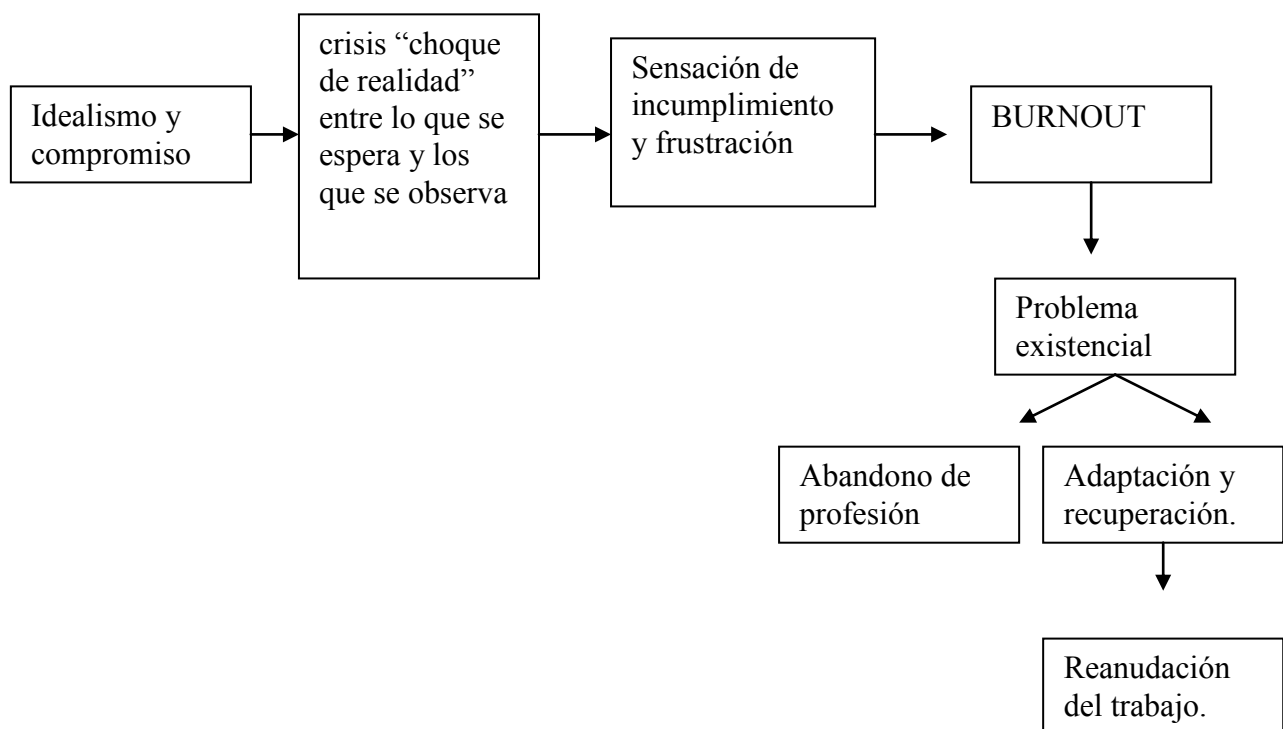 Idealismo y
compromiso
crisis “choque
de realidad”
entre lo que se
espera y los
que se observa
Sensación de
incumplimiento
y frustración
BURNOUT
Problema
existencial
Abandono de
profesión
Adaptación y
recuperación.
Reanudación
del trabajo.